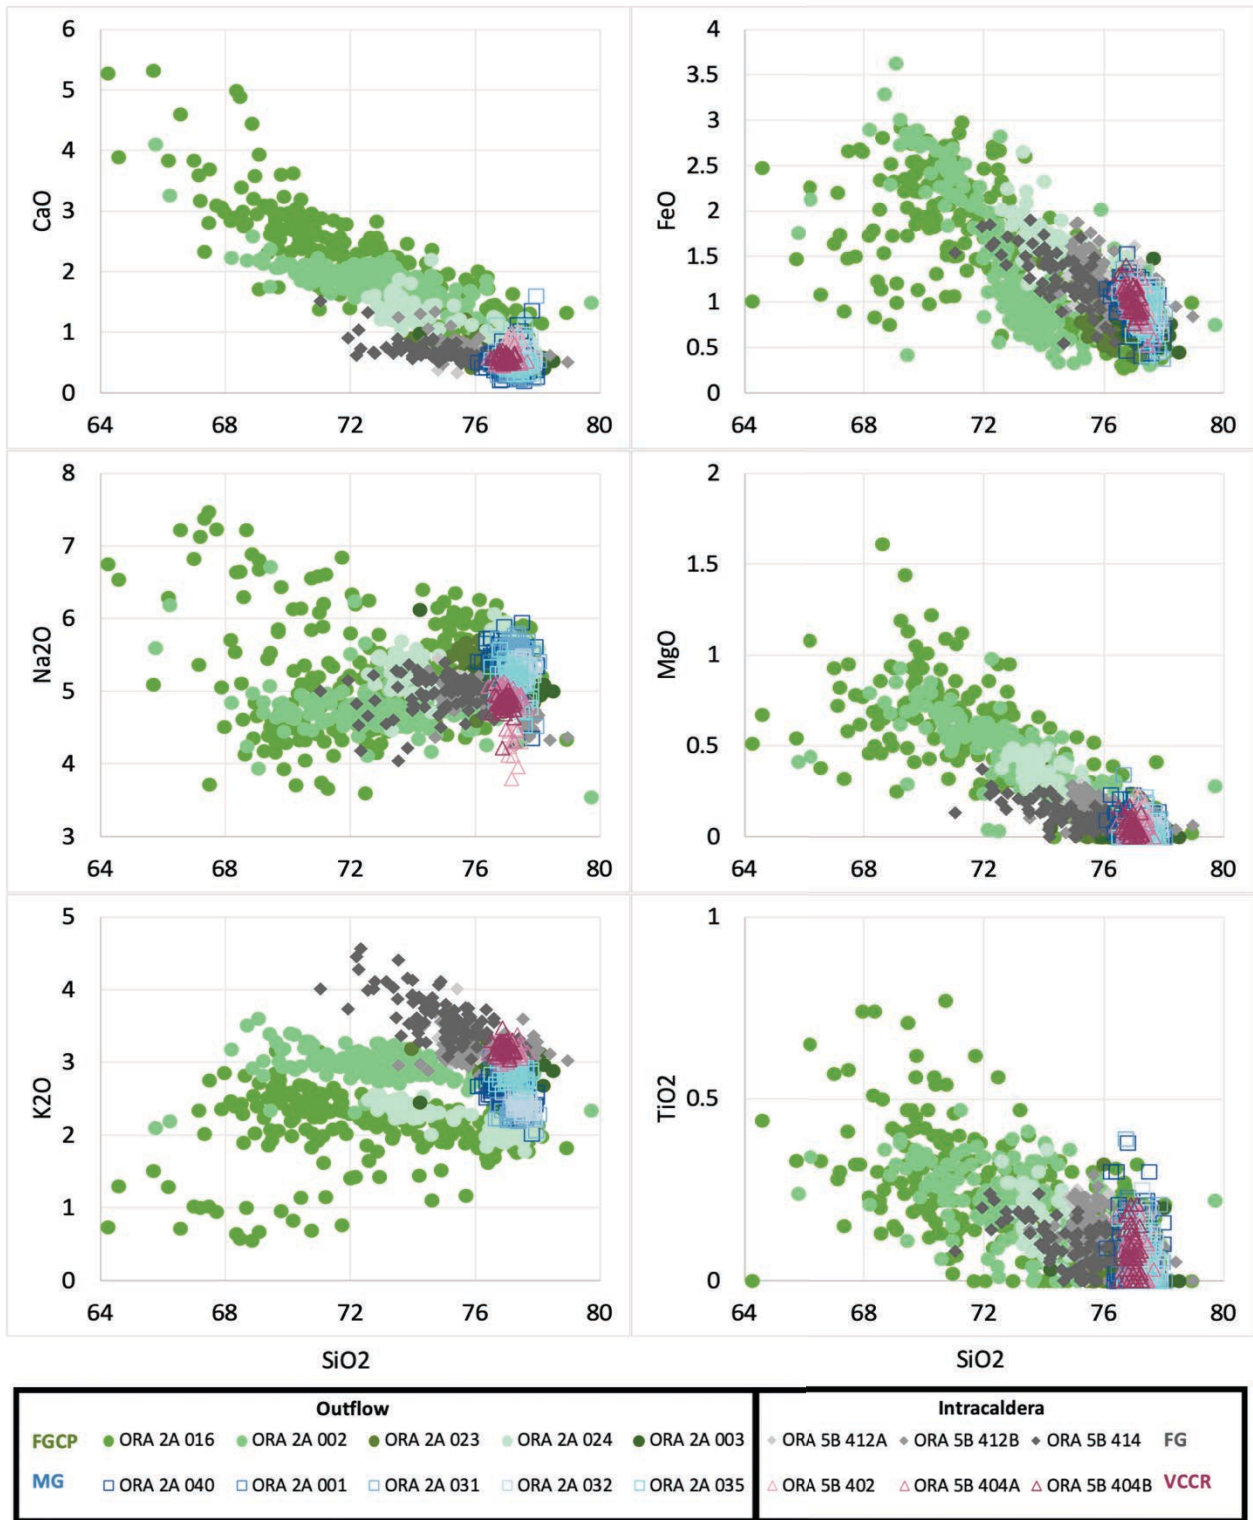 CaO
6
5
4
3
2
1
0
64 68 72 76 80
FeO
4
3.5
3
2.5
2
1.5
1
0.5
0
64 68 72 76 80
Na2O
8
7
6
5
4
3
64 68 72 76 80
MgO
2
1.5
1
0.5
0
64 68 72 76 80
K2O
5
4
3
2
1
0
64 68 72 76 80
SiO2
TiO2
1
0.5
0
64 68 72 76 80
SiO2
Outflow
FGCP ORA 2A 016 ORA 2A 002 ORA 2A 023 ORA 2A 024 ORA 2A 003
MG ORA 2A 040 ORA 2A 001 ORA 2A 031 ORA 2A 032 ORA 2A 035
Intracaldera
ORA 5B 412A ORA 5B 412B ORA 5B 414 FG
ORA 5B 402 ORA 5B 404A ORA 5B 404B VCCR